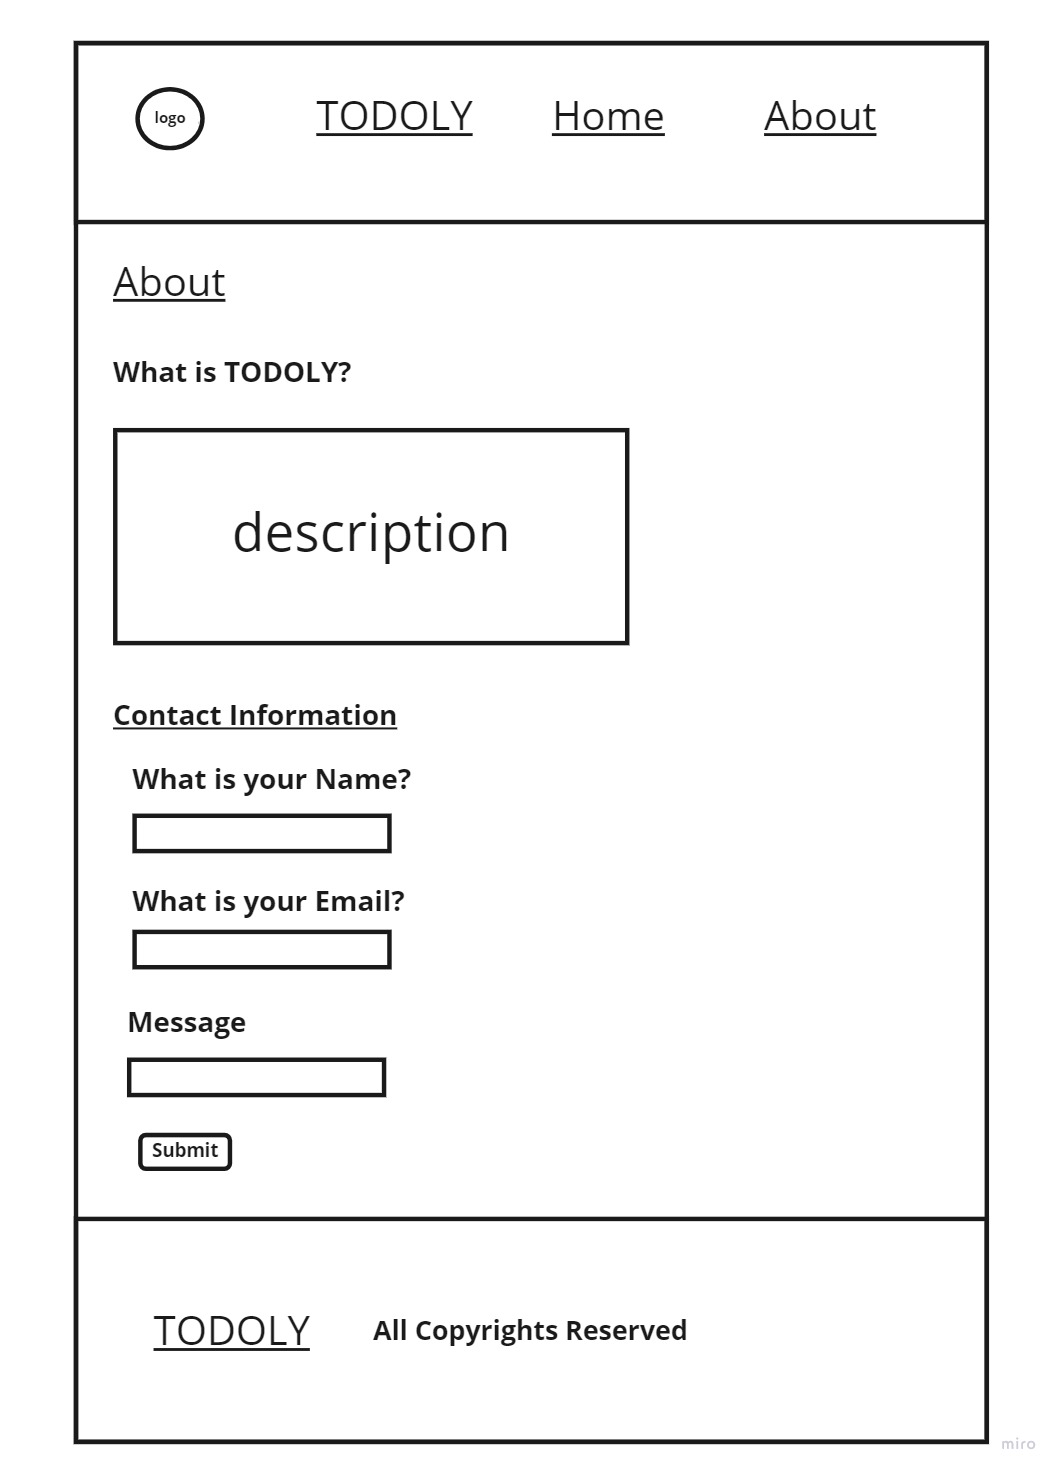 logo
TODOLY
Home
About
About
What is TODOLY?
description
Contact Information
What is your Name?
What is your Email?
Message
Submit
TODOLY
All Copyrights Reserved
miro